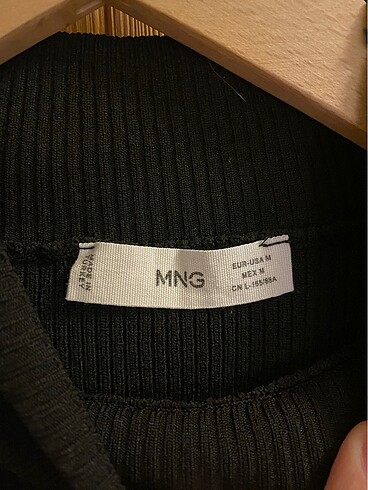 MADE IN
TURKEY
MNG
EUR-USA M
MEX M
CN L-165/88A